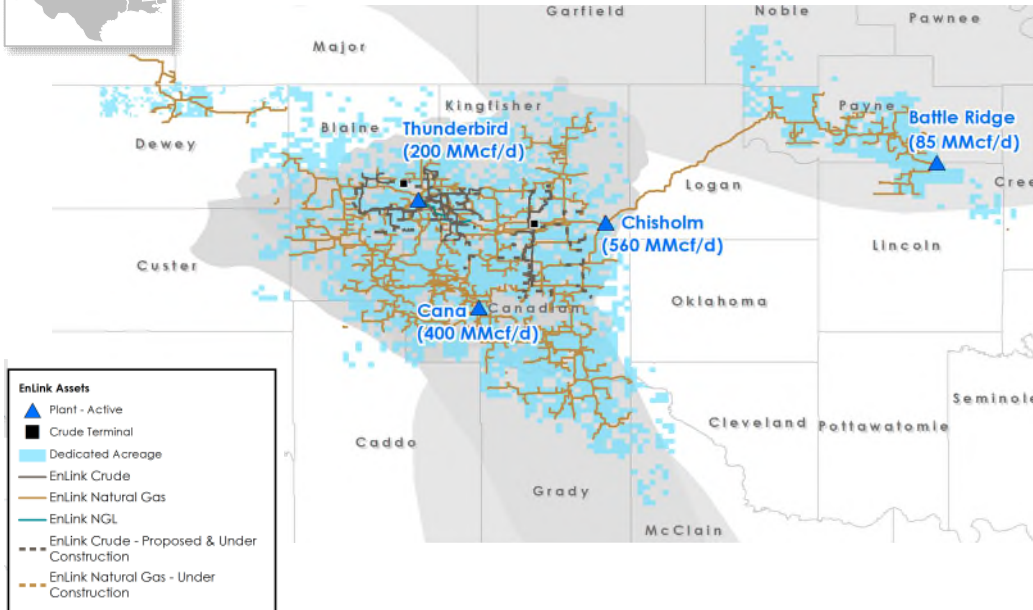 Garfield
Noble
Pawnee
Major
Kingfisher
Payne
Blaine
Thunderbird
(200 MMcf/d)
Battle Ridge
(85 MMcf/d)
Dewey
Logan
Cree
Chisholm
(560 MMcf/d)
Lincoln
Custer
Oklahoma
Cana
(400 MMcf/d)
Canadian
EnLink Assets
Plant - Active
Crude Terminal
Dedicated Acreage
EnLink Crude
EnLink Natural Gas
EnLink NGL
EnLink Crude - Proposed & Under
Construction
EnLink Natural Gas - Under
Construction
Seminole
Cleveland
Pottawatomie
Caddo
Grady
McClain